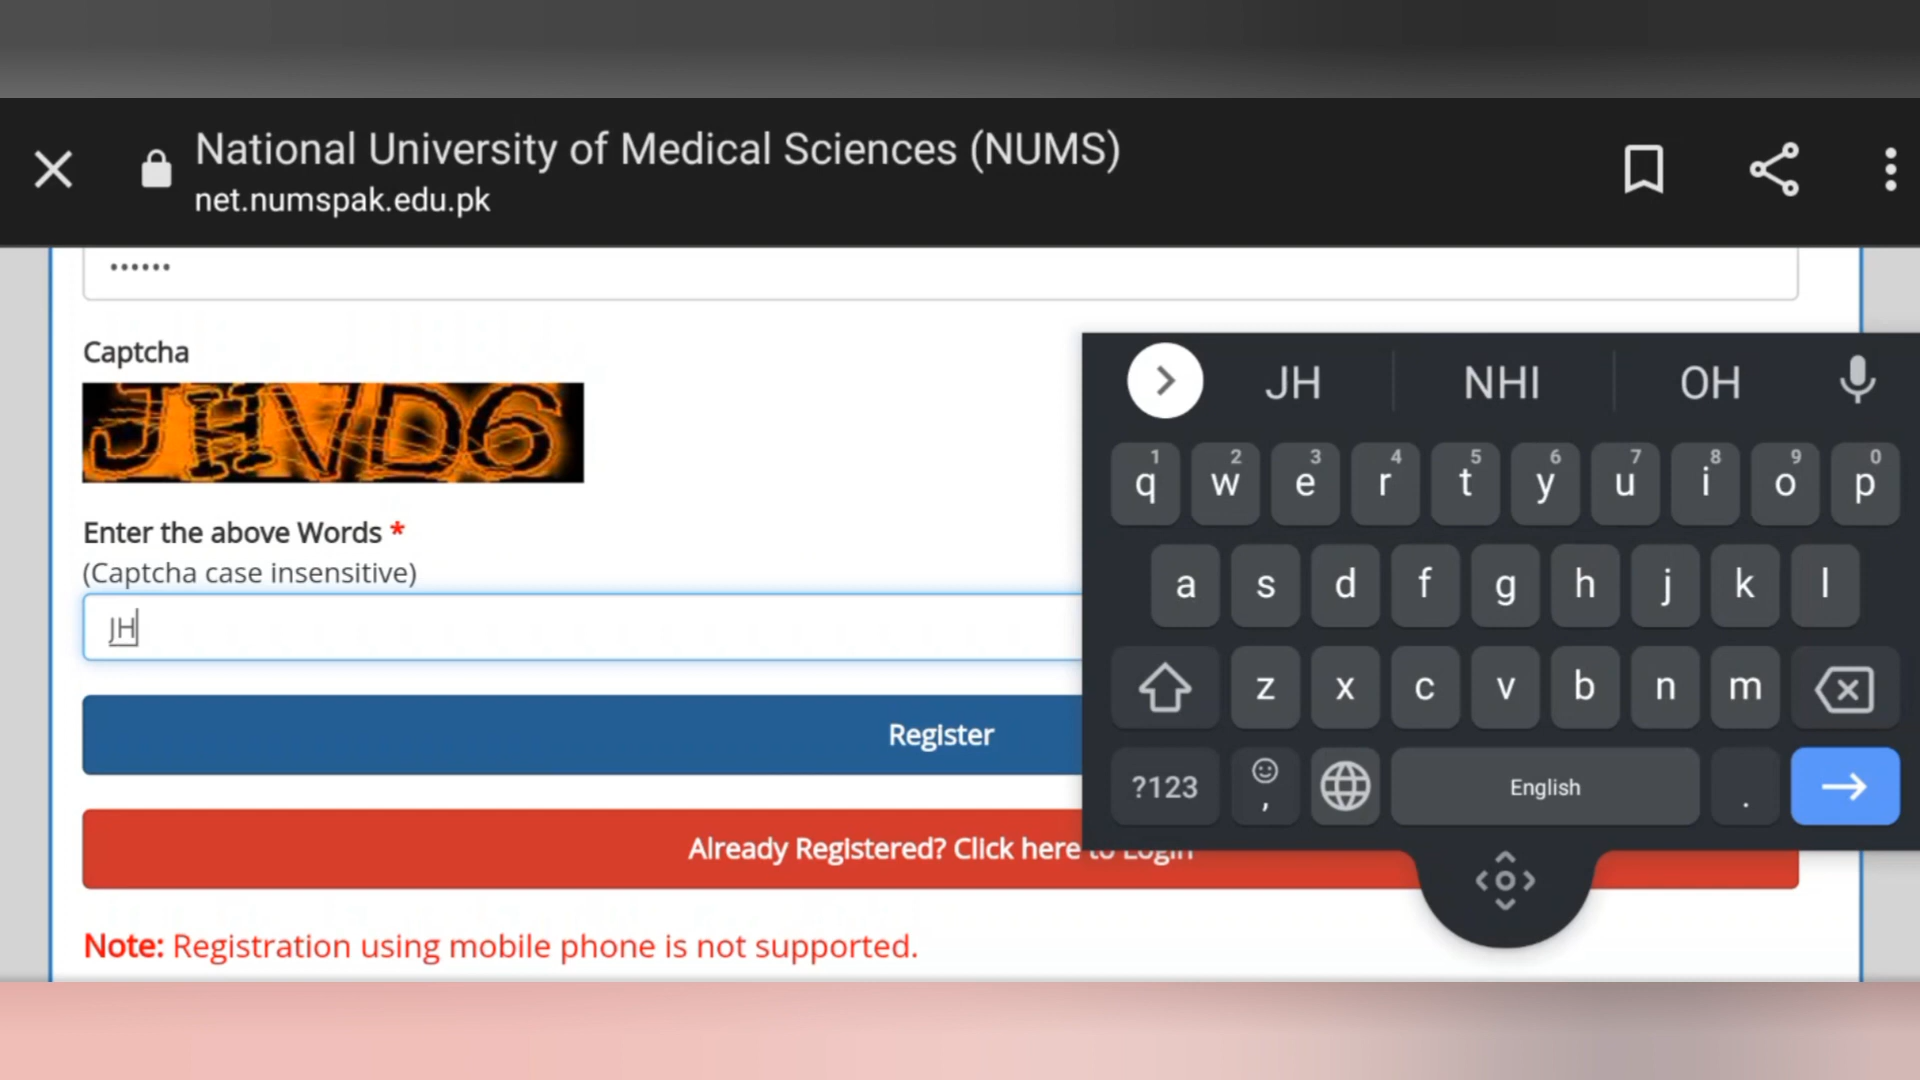 National University of Medical Sciences (NUMS)
net.numspak.edu.pk
••••••
Captcha
JHVD6
Enter the above Words *
(Captcha case insensitive)
JH
Register
Already Registered? Click here to Login
Note: Registration using mobile phone is not supported.
JH NHI OH
1 2 3 4 5 6 7 8 9 0
q w e r t y u i o p
a s d f g h j k l
z x c v b n m
?123 , English .